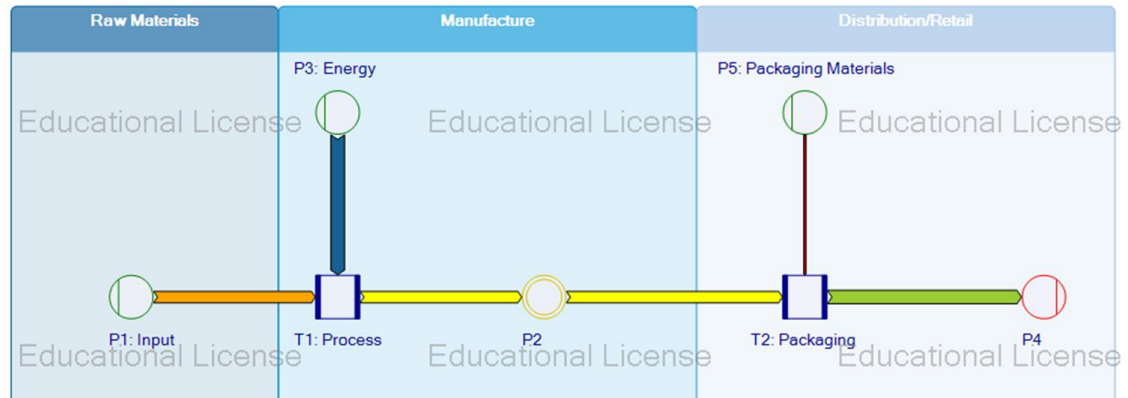 Raw Materials
Manufacture
Distribution/Retail
P3: Energy
P5: Packaging Materials
Educational License
Educational License
Educational License
P1: Input
T1: Process
P2
T2: Packaging
P4
Educational License
Educational License
Educational License